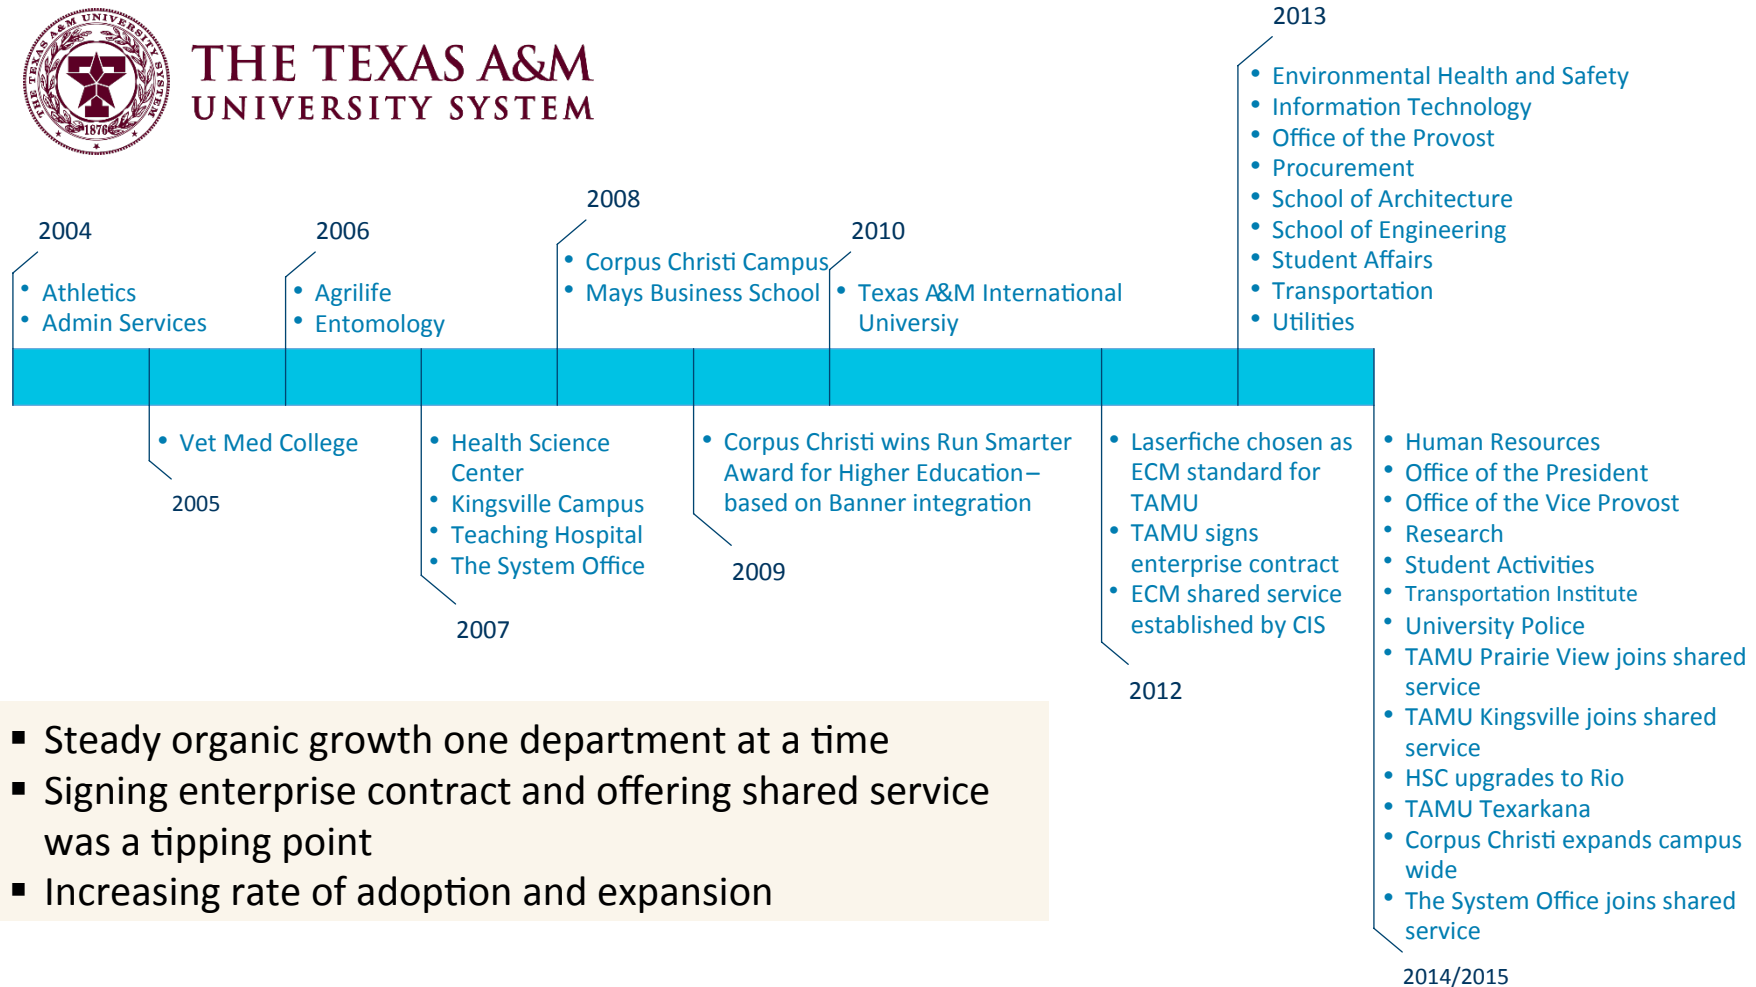 THE TEXAS A&M UNIVERSITY SYSTEM
1876
THE TEXAS A&M
UNIVERSITY SYSTEM
2004
• Athletics
• Admin Services
• Vet Med College
2005
2006
• Agrilife
• Entomology
• Health Science
Center
• Kingsville Campus
• Teaching Hospital
• The System Office
2007
2008
• Corpus Christi Campus
• Mays Business School
• Corpus Christi wins Run Smarter
Award for Higher Education –
based on Banner integration
2009
2010
• Texas A&M International
Universiy
• Laserfiche chosen as
ECM standard for
TAMU
• TAMU signs
enterprise contract
• ECM shared service
established by CIS
2012
2013
• Environmental Health and Safety
• Information Technology
• Office of the Provost
• Procurement
• School of Architecture
• School of Engineering
• Student Affairs
• Transportation
• Utilities
• Human Resources
• Office of the President
• Office of the Vice Provost
• Research
• Student Activities
• Transportation Institute
• University Police
• TAMU Prairie View joins shared
service
• TAMU Kingsville joins shared
service
• HSC upgrades to Rio
• TAMU Texarkana
• Corpus Christi expands campus
wide
• The System Office joins shared
service
2014/2015
▪ Steady organic growth one department at a time
▪ Signing enterprise contract and offering shared service
was a tipping point
▪ Increasing rate of adoption and expansion